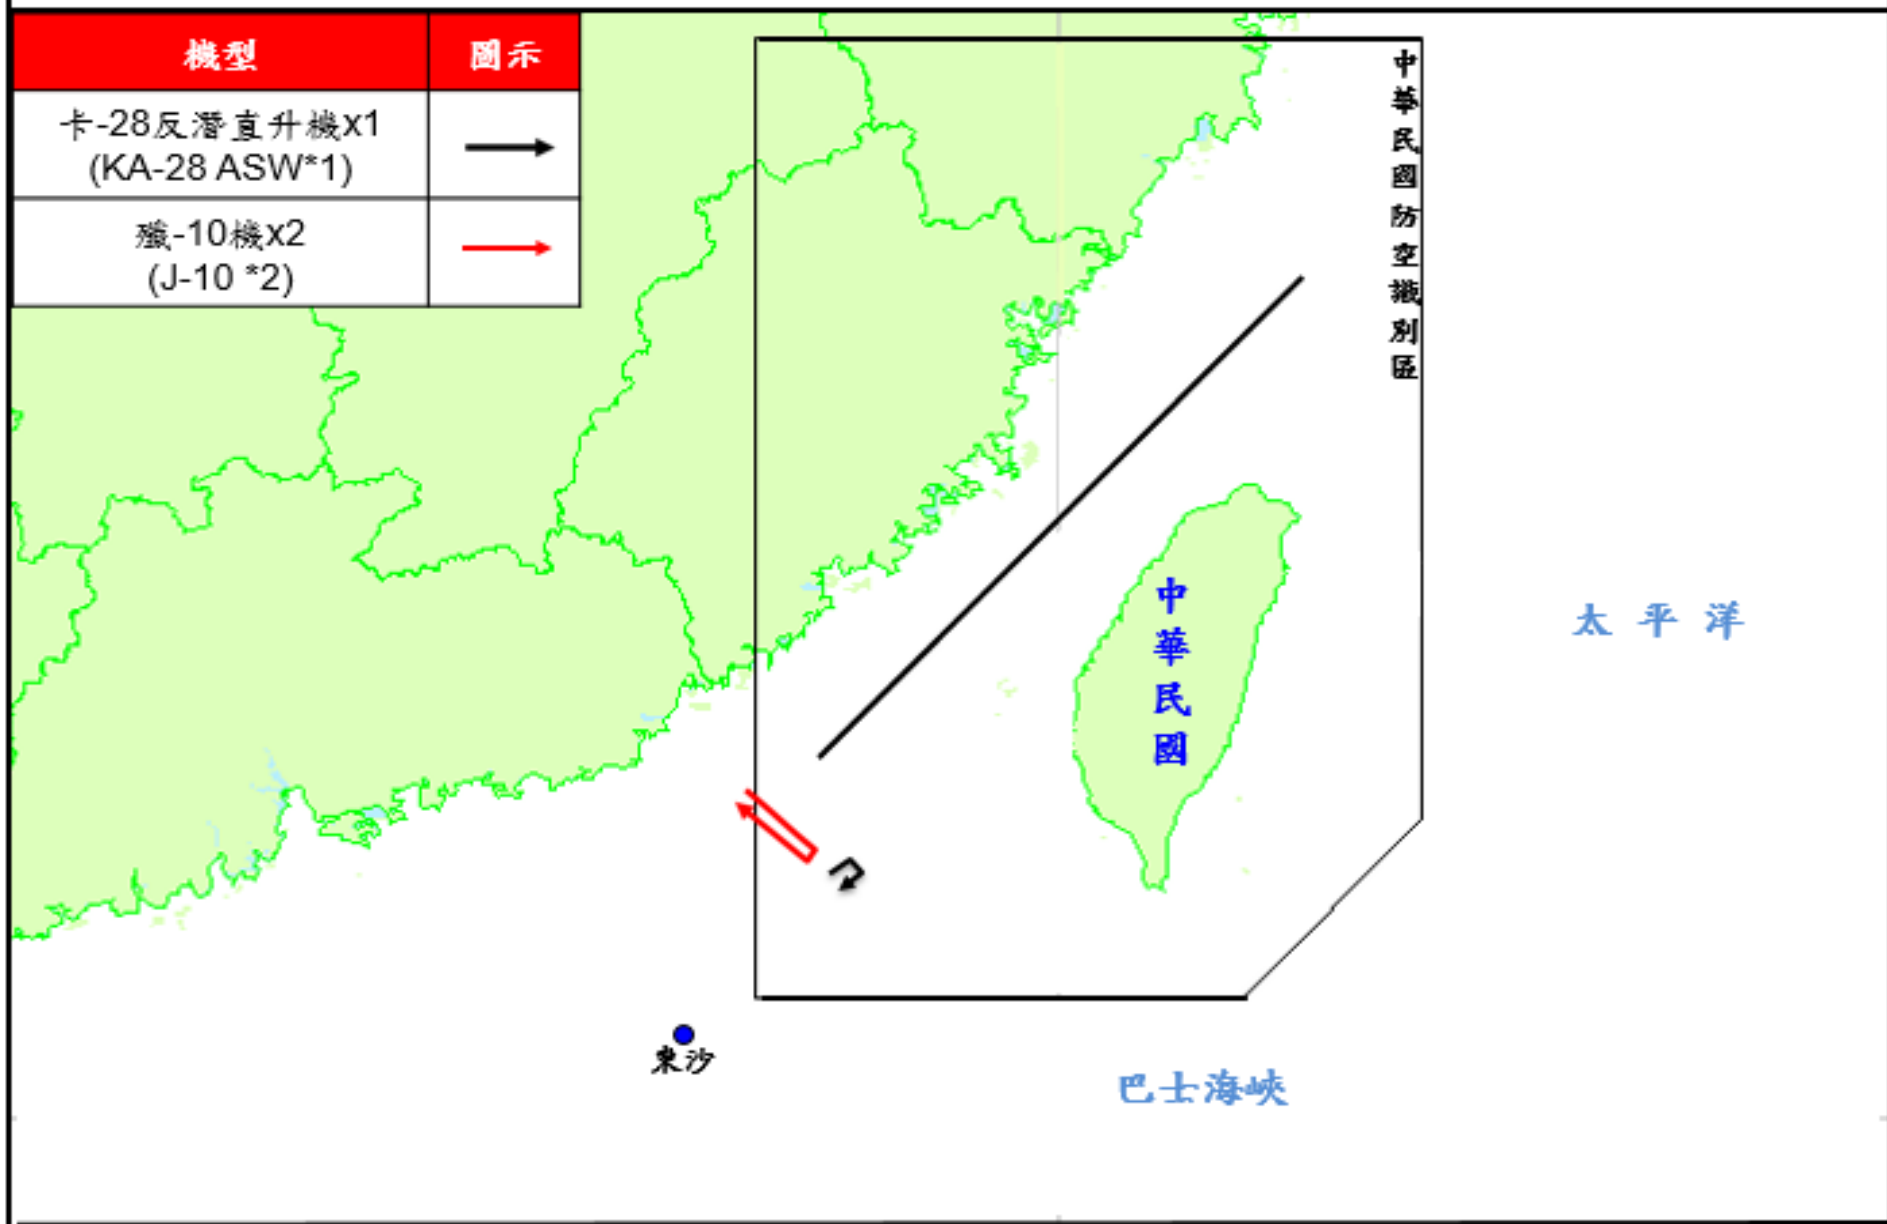 機型 圖示
卡-28反潛直升機x1
(KA-28 ASW*1)
殲-10機x2
(J-10 *2)
中華民國防空識別區
中華民國
太平洋
東沙
巴士海峽